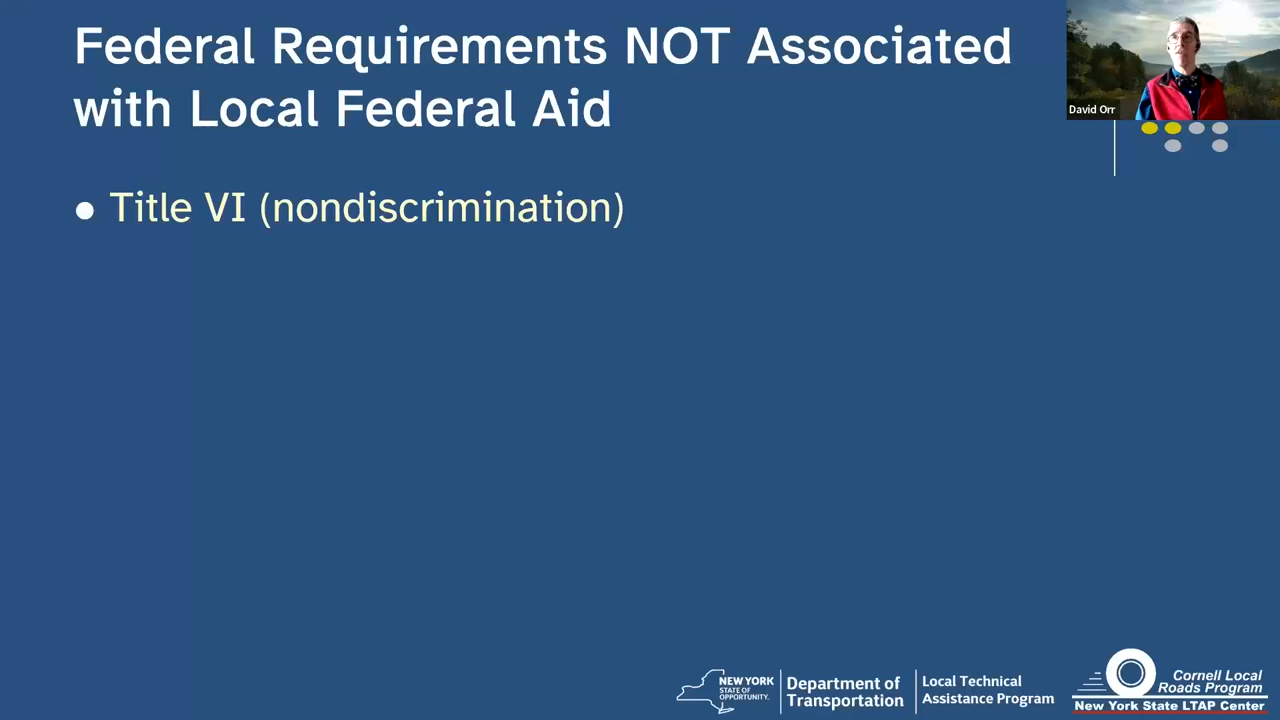 Federal Requirements NOT Associated
with Local Federal Aid
David Orr
● Title VI (nondiscrimination)
NEW YORK
STATE OF
OPPORTUNITY.
Department of
Transportation
Local Technical
Assistance Program
Cornell Local
Roads Program
New York State LTAP Center